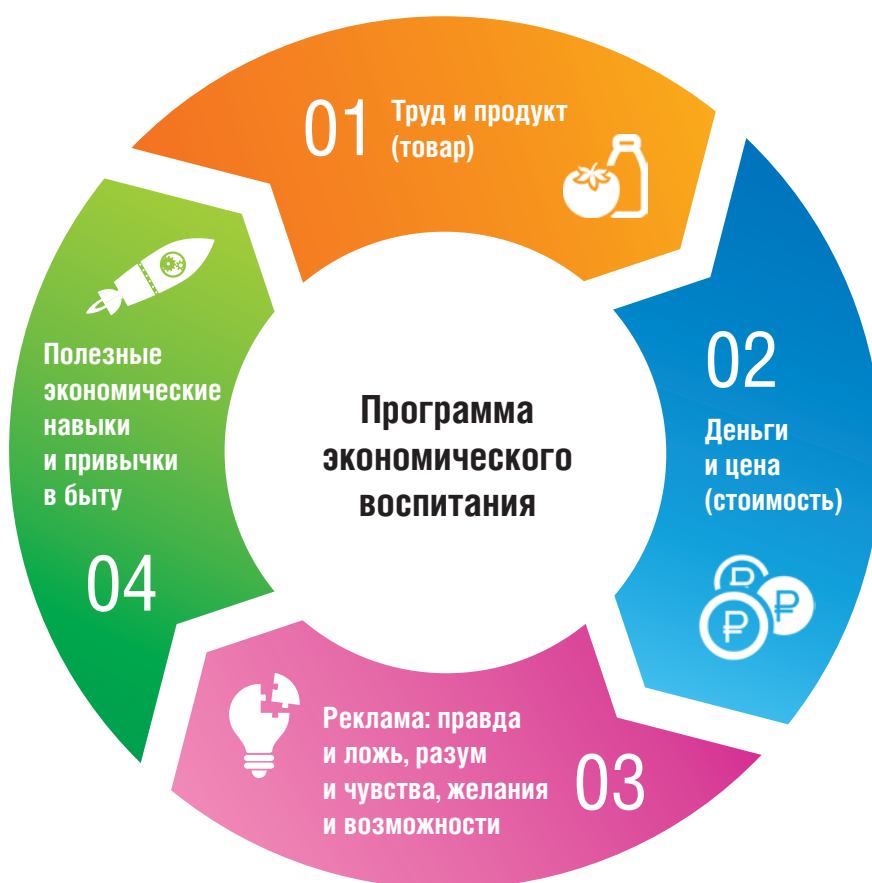 01
Труд и продукт
(товар)
02
Деньги
и цена
(стоимость)
Программа
экономического
воспитания
Реклама: правда
и ложь, разум
и чувства, желания
и возможности
03
Полезные
экономические
навыки
и привычки
в быту
04